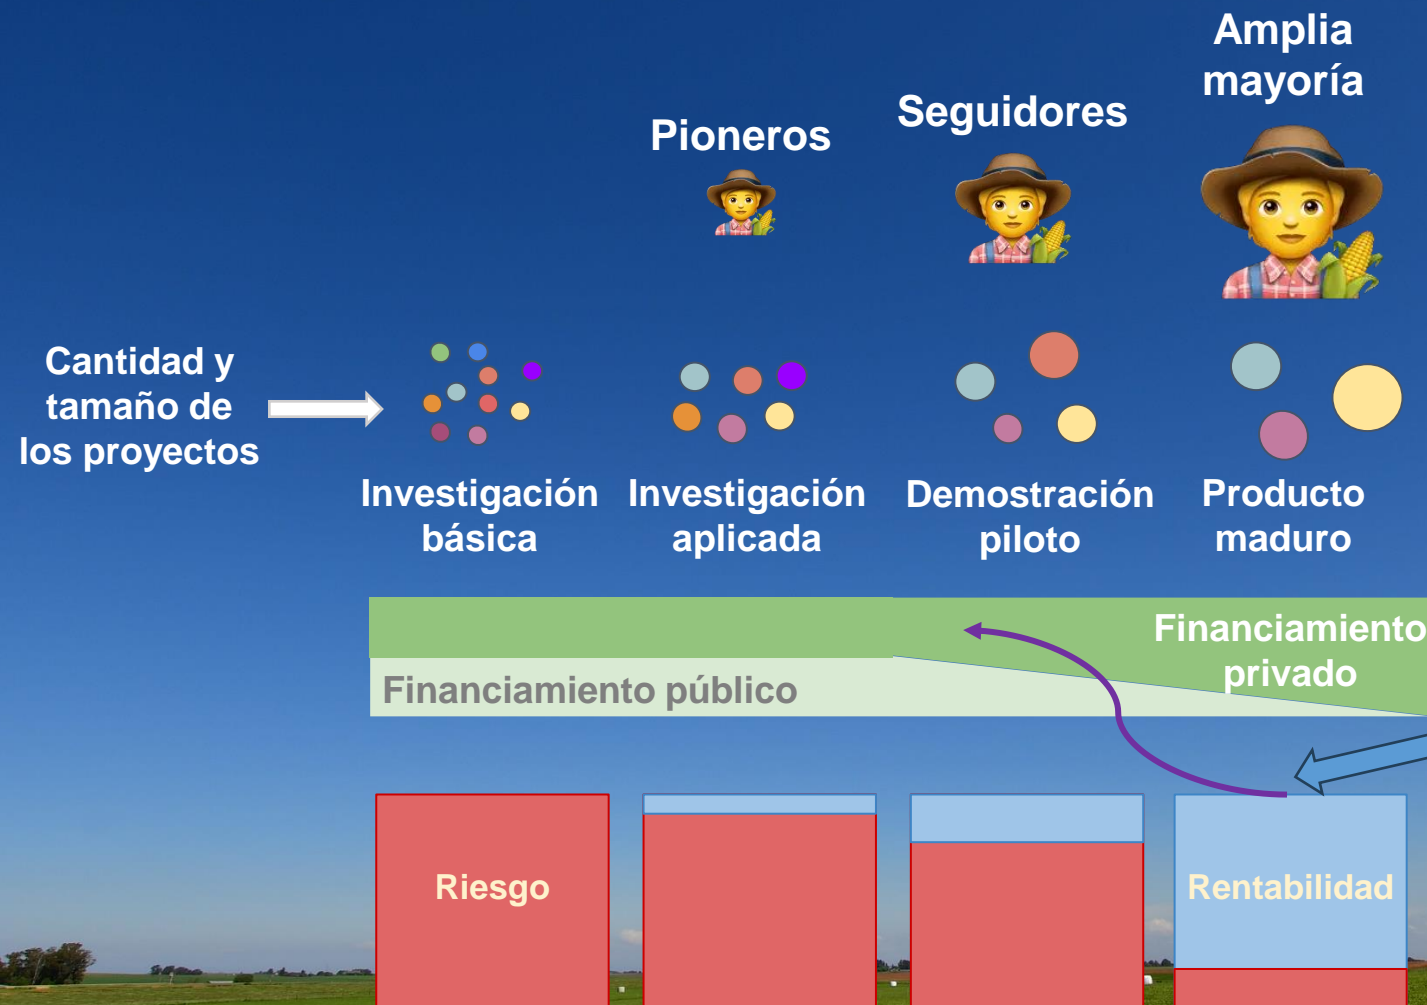 Amplia
mayoría
Seguidores
Pioneros
Cantidad y
tamaño de
los proyectos
Investigación
básica
Investigación
aplicada
Demostración
piloto
Producto
maduro
Financiamiento
privado
Financiamiento público
Riesgo
Rentabilidad